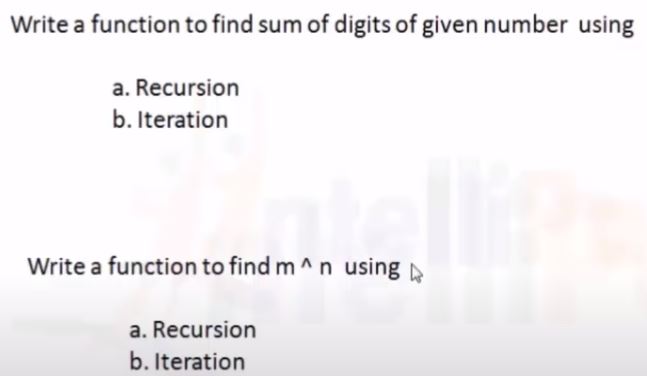 Write a function to find sum of digits of given number using
a. Recursion
b. Iteration
Write a function to find m ^ n using
a. Recursion
b. Iteration